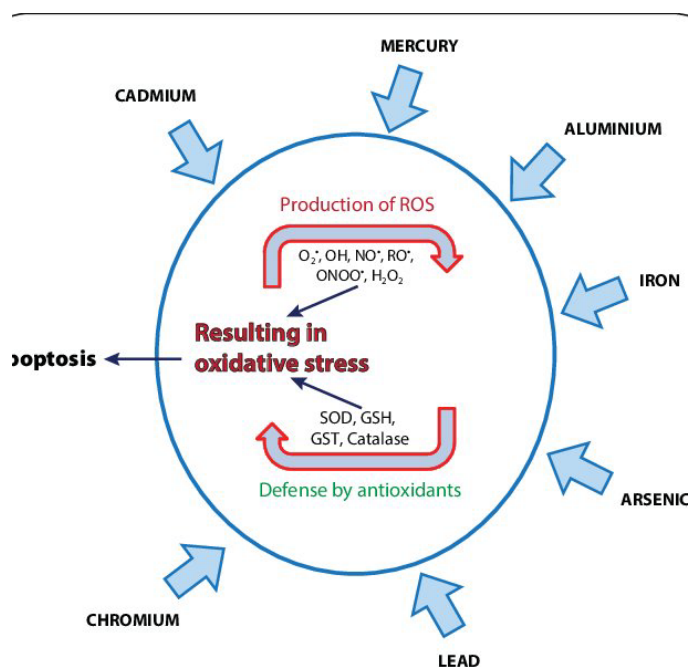 MERCURY
CADMIUM
ALUMINIUM
Production of ROS
O₂•, OH, NO•, RO•,
ONOO•, H₂O₂
IRON
Resulting in
oxidative stress
poptosis
SOD, GSH,
GST, Catalase
Defense by antioxidants
ARSENIC
CHROMIUM
LEAD